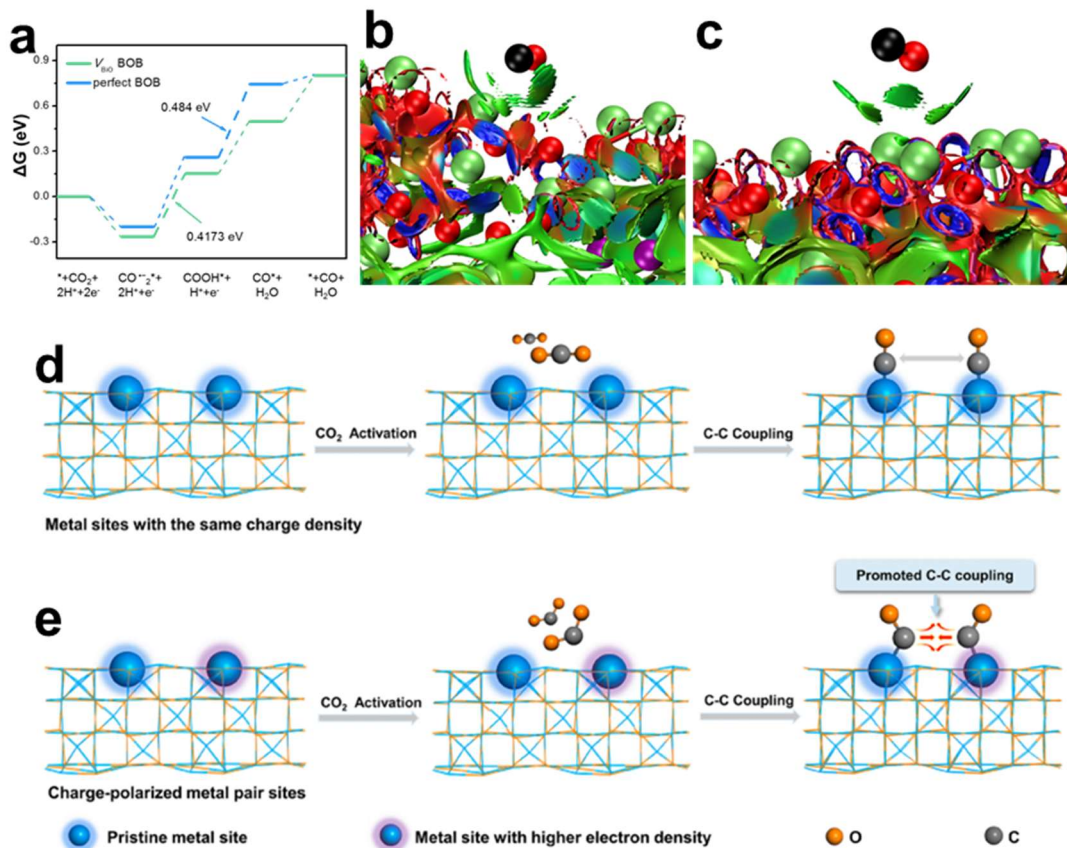 a
V_BiO BOB
perfect BOB
0.9
0.6
0.3
0.0
-0.3
ΔG (eV)
0.484 eV
0.4173 eV
*+CO₂+
2H⁺+2e⁻
CO•−₂*+
2H⁺+e⁻
COOH*+
H⁺+e⁻
CO*+
H₂O
*+CO+
H₂O
b
c
d
CO₂ Activation
C-C Coupling
Metal sites with the same charge density
e
Promoted C-C coupling
CO₂ Activation
C-C Coupling
Charge-polarized metal pair sites
Pristine metal site
Metal site with higher electron density
O
C